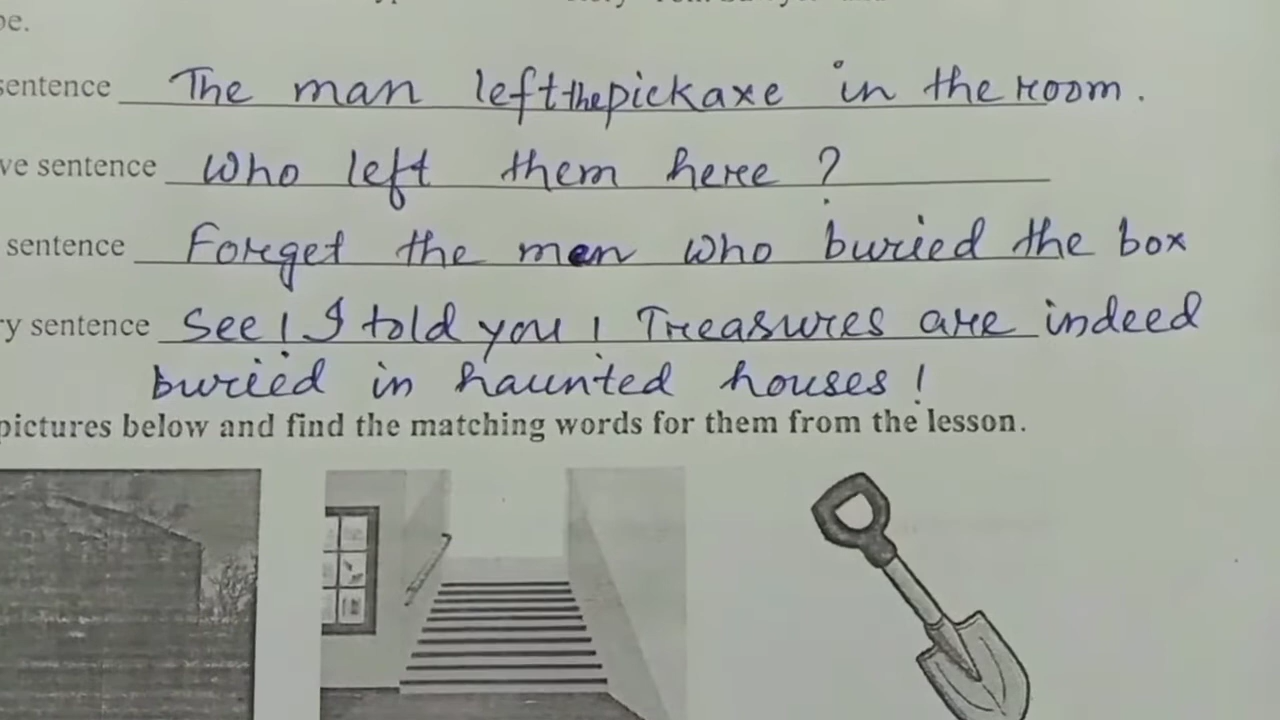 be.
sentence The man left the pickaxe in the room.
ve sentence Who left them here ?
sentence Forget the men who buried the box
ry sentence See! I told you! Treasures are indeed
buried in haunted houses!
pictures below and find the matching words for them from the lesson.